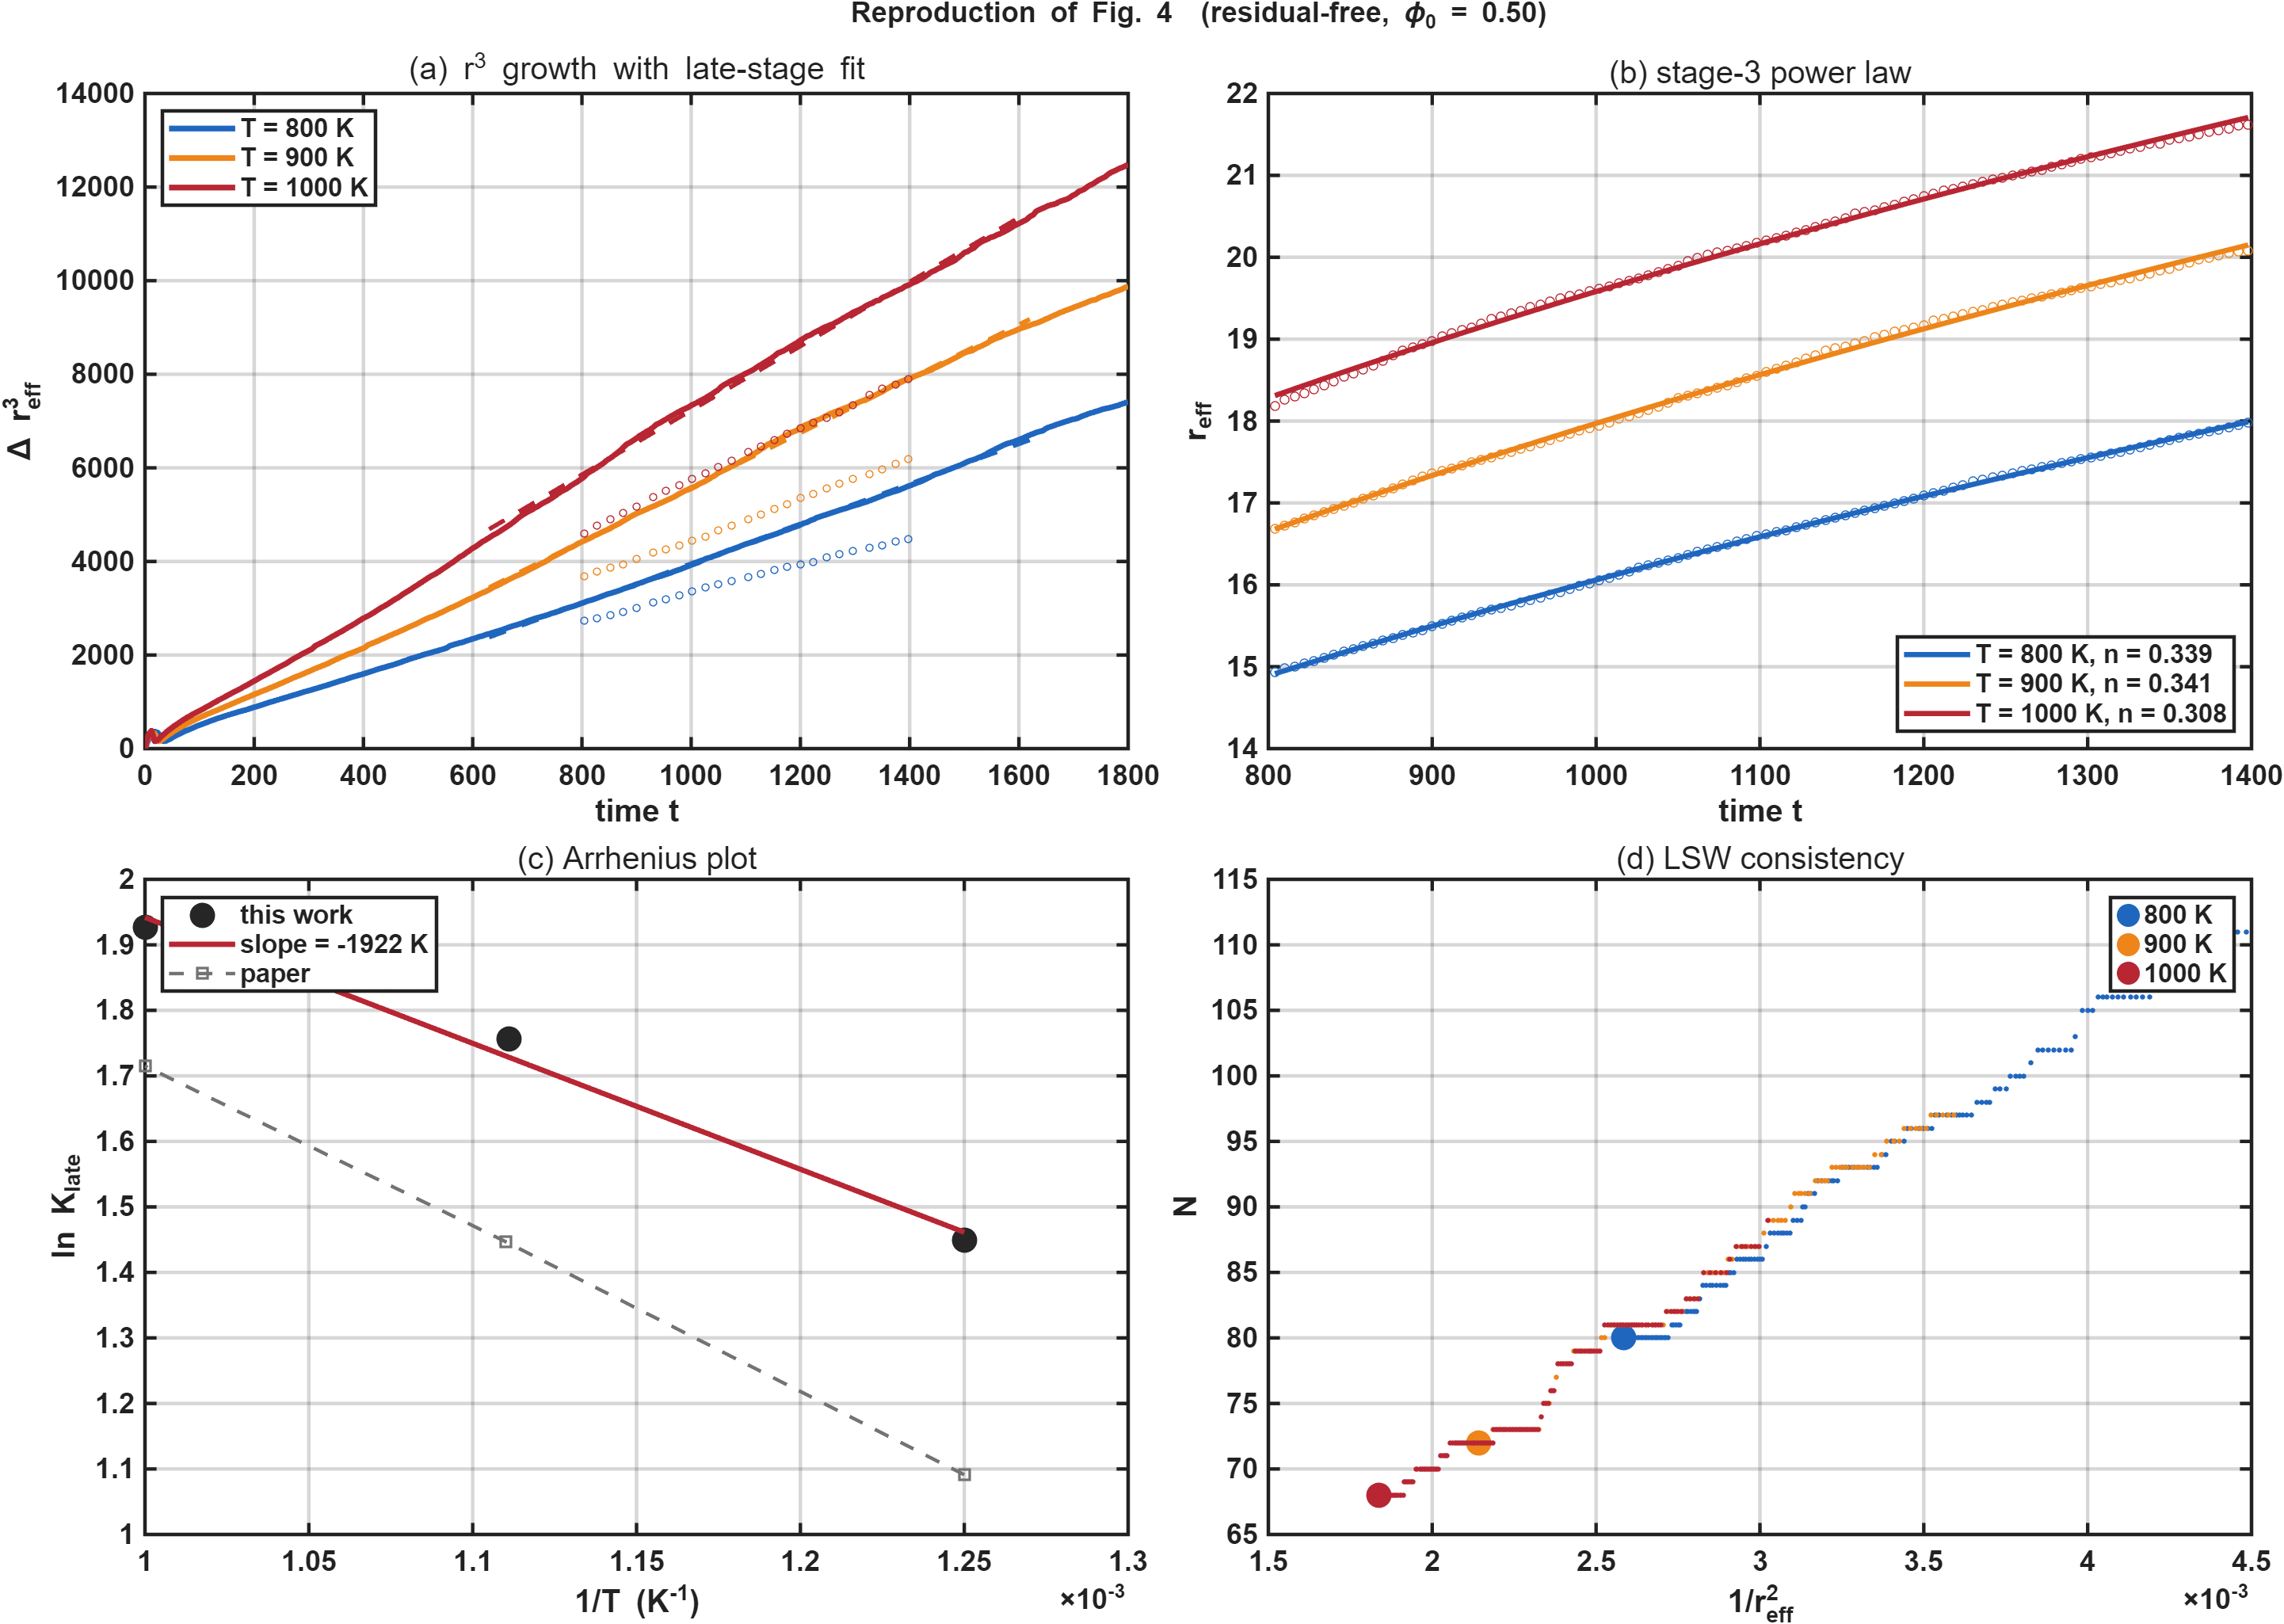 Reproduction of Fig. 4 (residual-free, ϕ₀ = 0.50)
(a) r³ growth with late-stage fit
14000
12000
10000
8000
6000
4000
2000
0
Δ r³eff
T = 800 K
T = 900 K
T = 1000 K
0 200 400 600 800 1000 1200 1400 1600 1800
time t
(b) stage-3 power law
22
21
20
19
18
17
16
15
14
reff
T = 800 K, n = 0.339
T = 900 K, n = 0.341
T = 1000 K, n = 0.308
800 900 1000 1100 1200 1300 1400
time t
(c) Arrhenius plot
2
1.9
1.8
1.7
1.6
1.5
1.4
1.3
1.2
1.1
1
ln Klate
this work
slope = -1922 K
paper
1 1.05 1.1 1.15 1.2 1.25 1.3
1/T (K⁻¹)
×10⁻³
(d) LSW consistency
115
110
105
100
95
90
85
80
75
70
65
N
800 K
900 K
1000 K
1.5 2 2.5 3 3.5 4 4.5
1/r²eff
×10⁻³